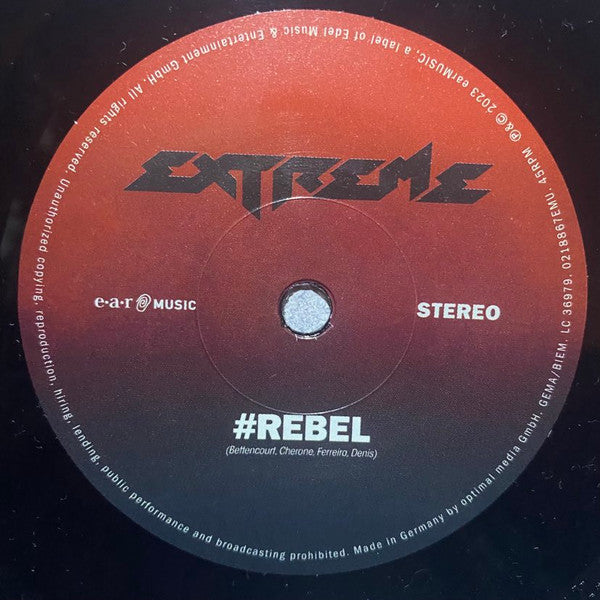 EXTREME
e·a·r MUSIC
STEREO
#REBEL
(Bettencourt, Cherone, Ferreira, Denis)
℗&© 2023 earMUSIC, a label of Edel Music & Entertainment GmbH. All rights reserved. Unauthorized copying, reproduction, hiring, lending, public performance and broadcasting prohibited. Made in Germany by optimal media GmbH. GEMA/BIEM. LC 36979. 0218867EMU. 45RPM